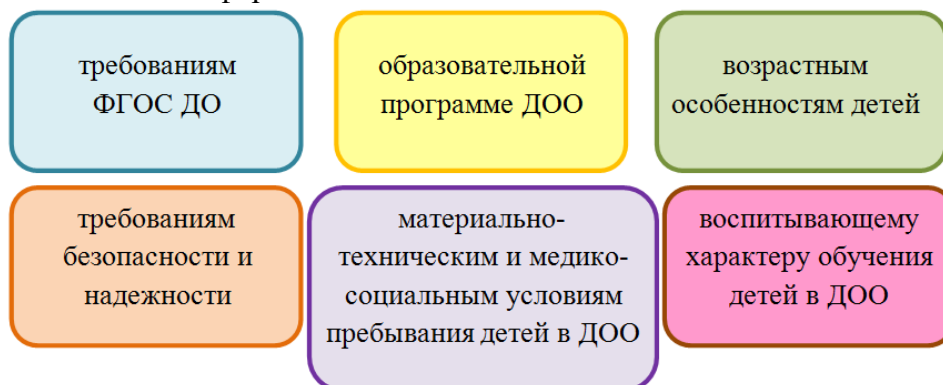 требованиям
ФГОС ДО
образовательной
программе ДОО
возрастным
особенностям детей
требованиям
безопасности и
надежности
материально-
техническим и медико-
социальным условиям
пребывания детей в ДОО
воспитывающему
характеру обучения
детей в ДОО